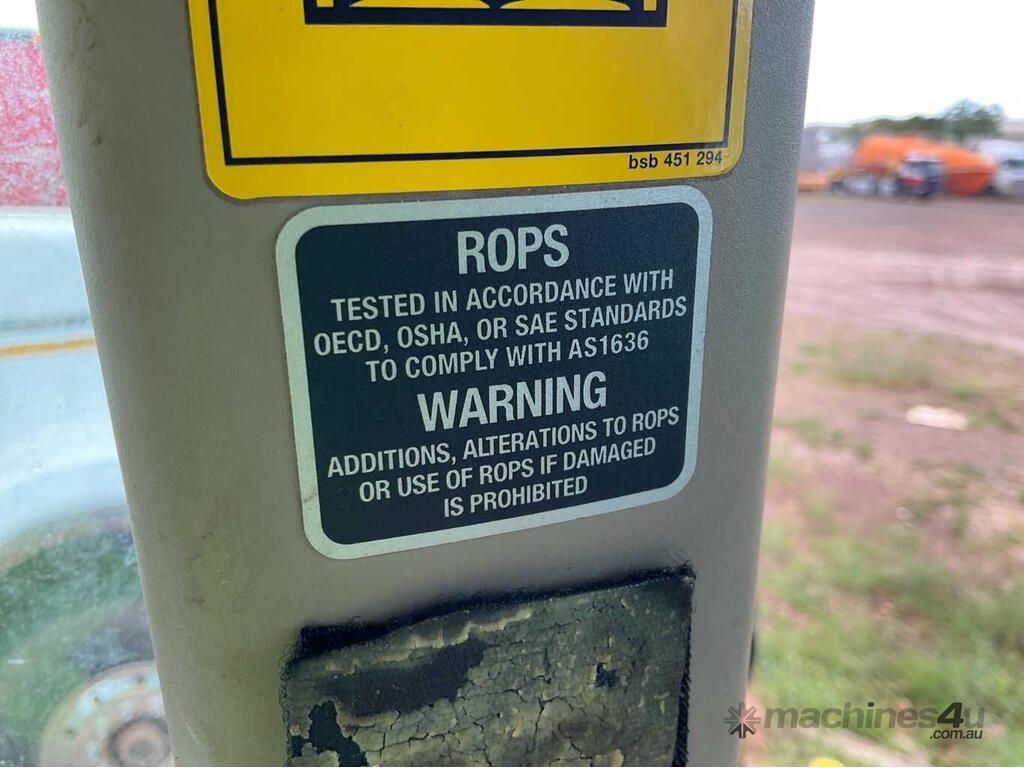 bsb 451 294
ROPS
TESTED IN ACCORDANCE WITH
OECD, OSHA, OR SAE STANDARDS
TO COMPLY WITH AS1636
WARNING
ADDITIONS, ALTERATIONS TO ROPS
OR USE OF ROPS IF DAMAGED
IS PROHIBITED
machines4u
.com.au